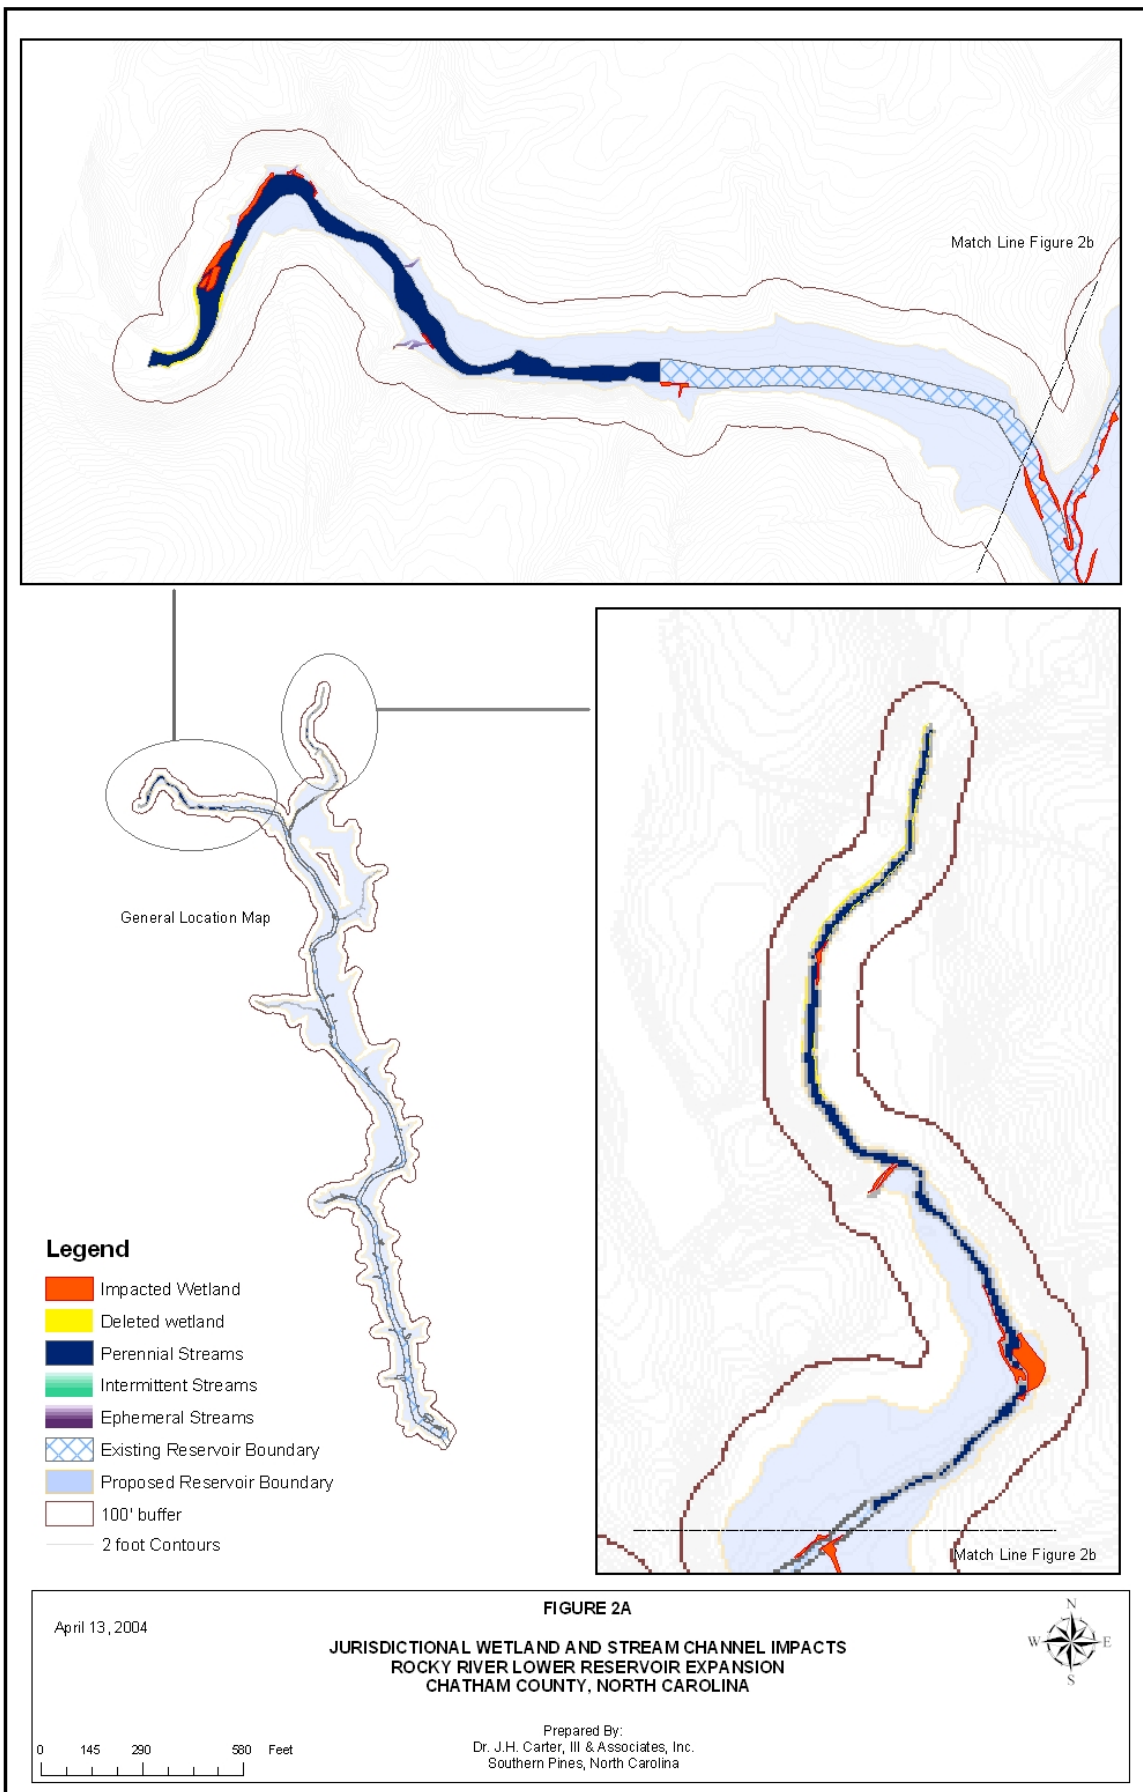 Match Line Figure 2b
General Location Map
Legend
Impacted Wetland
Deleted wetland
Perennial Streams
Intermittent Streams
Ephemeral Streams
Existing Reservoir Boundary
Proposed Reservoir Boundary
100' buffer
2 foot Contours
Match Line Figure 2b
April 13, 2004
FIGURE 2A
JURISDICTIONAL WETLAND AND STREAM CHANNEL IMPACTS
ROCKY RIVER LOWER RESERVOIR EXPANSION
CHATHAM COUNTY, NORTH CAROLINA
Prepared By:
Dr. J.H. Carter, III & Associates, Inc.
Southern Pines, North Carolina
0 145 290 580 Feet
N
W E
S